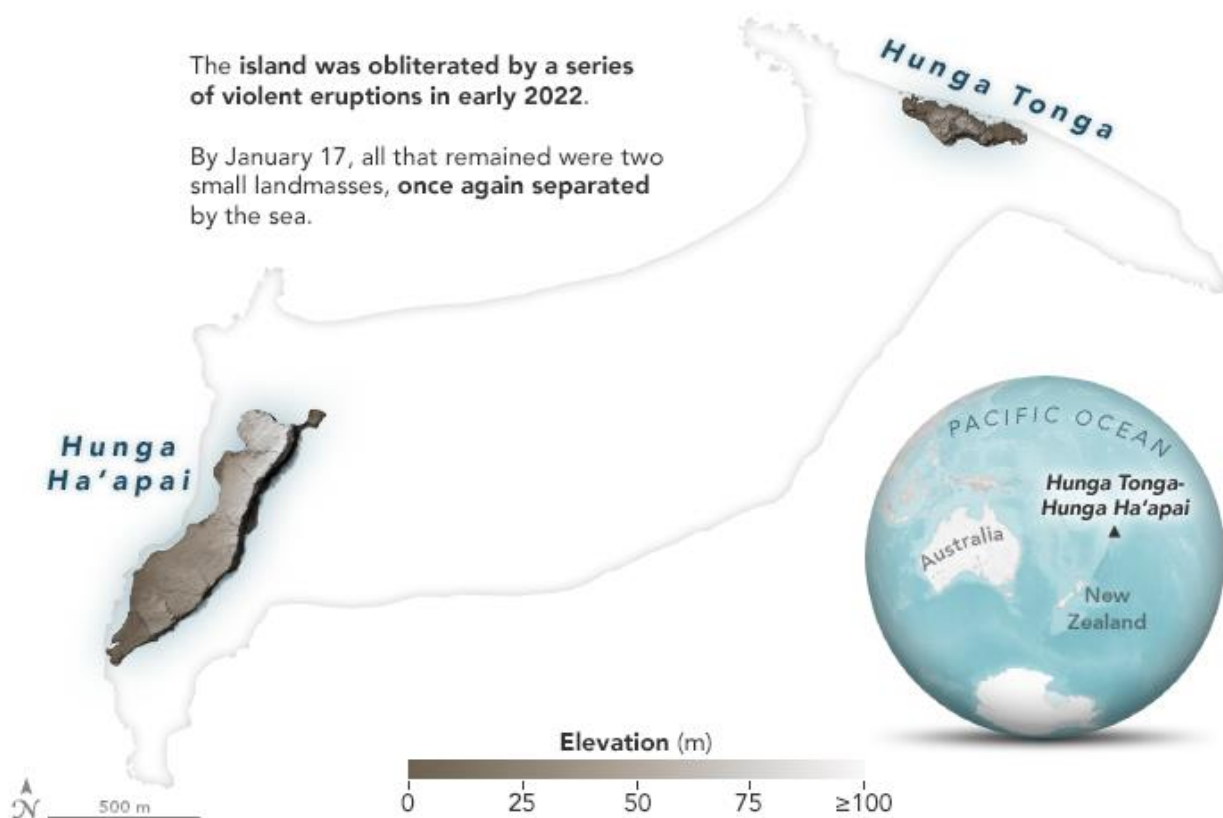 The island was obliterated by a series
of violent eruptions in early 2022.
By January 17, all that remained were two
small landmasses, once again separated
by the sea.
Hunga Tonga
Hunga
Ha'apai
PACIFIC OCEAN
Hunga Tonga-
Hunga Ha'apai
Australia
New
Zealand
Elevation (m)
0 25 50 75 ≥100
N
500 m